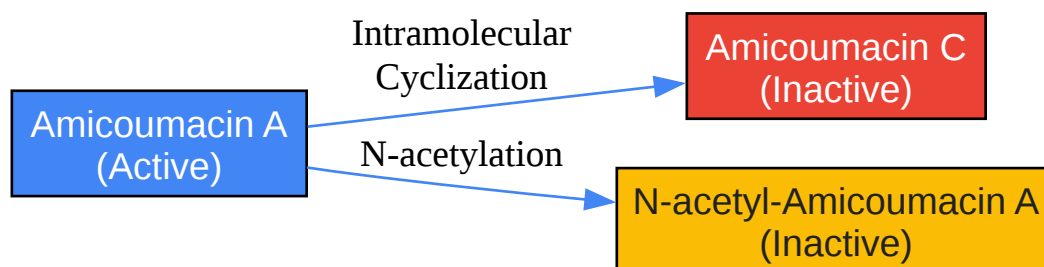 Amicoumacin A
(Active)
Intramolecular
Cyclization
N-acetylation
Amicoumacin C
(Inactive)
N-acetyl-Amicoumacin A
(Inactive)